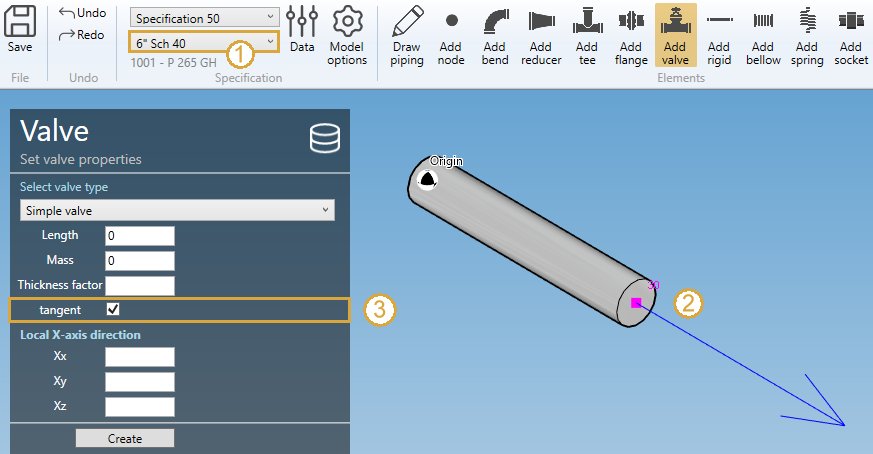 Save
Undo
Redo
File
Undo
Specification 50
6" Sch 40
1
1001 - P 265 GH
Specification
Data
Model
options
Draw
piping
Add
node
Add
bend
Add
reducer
Add
tee
Add
flange
Add
valve
Add
rigid
Add
bellow
Add
spring
Add
socket
Elements
Valve
Set valve properties
Select valve type
Simple valve
Length 0
Mass 0
Thickness factor
tangent
3
Local X-axis direction
Xx
Xy
Xz
Create
Origin
30
2